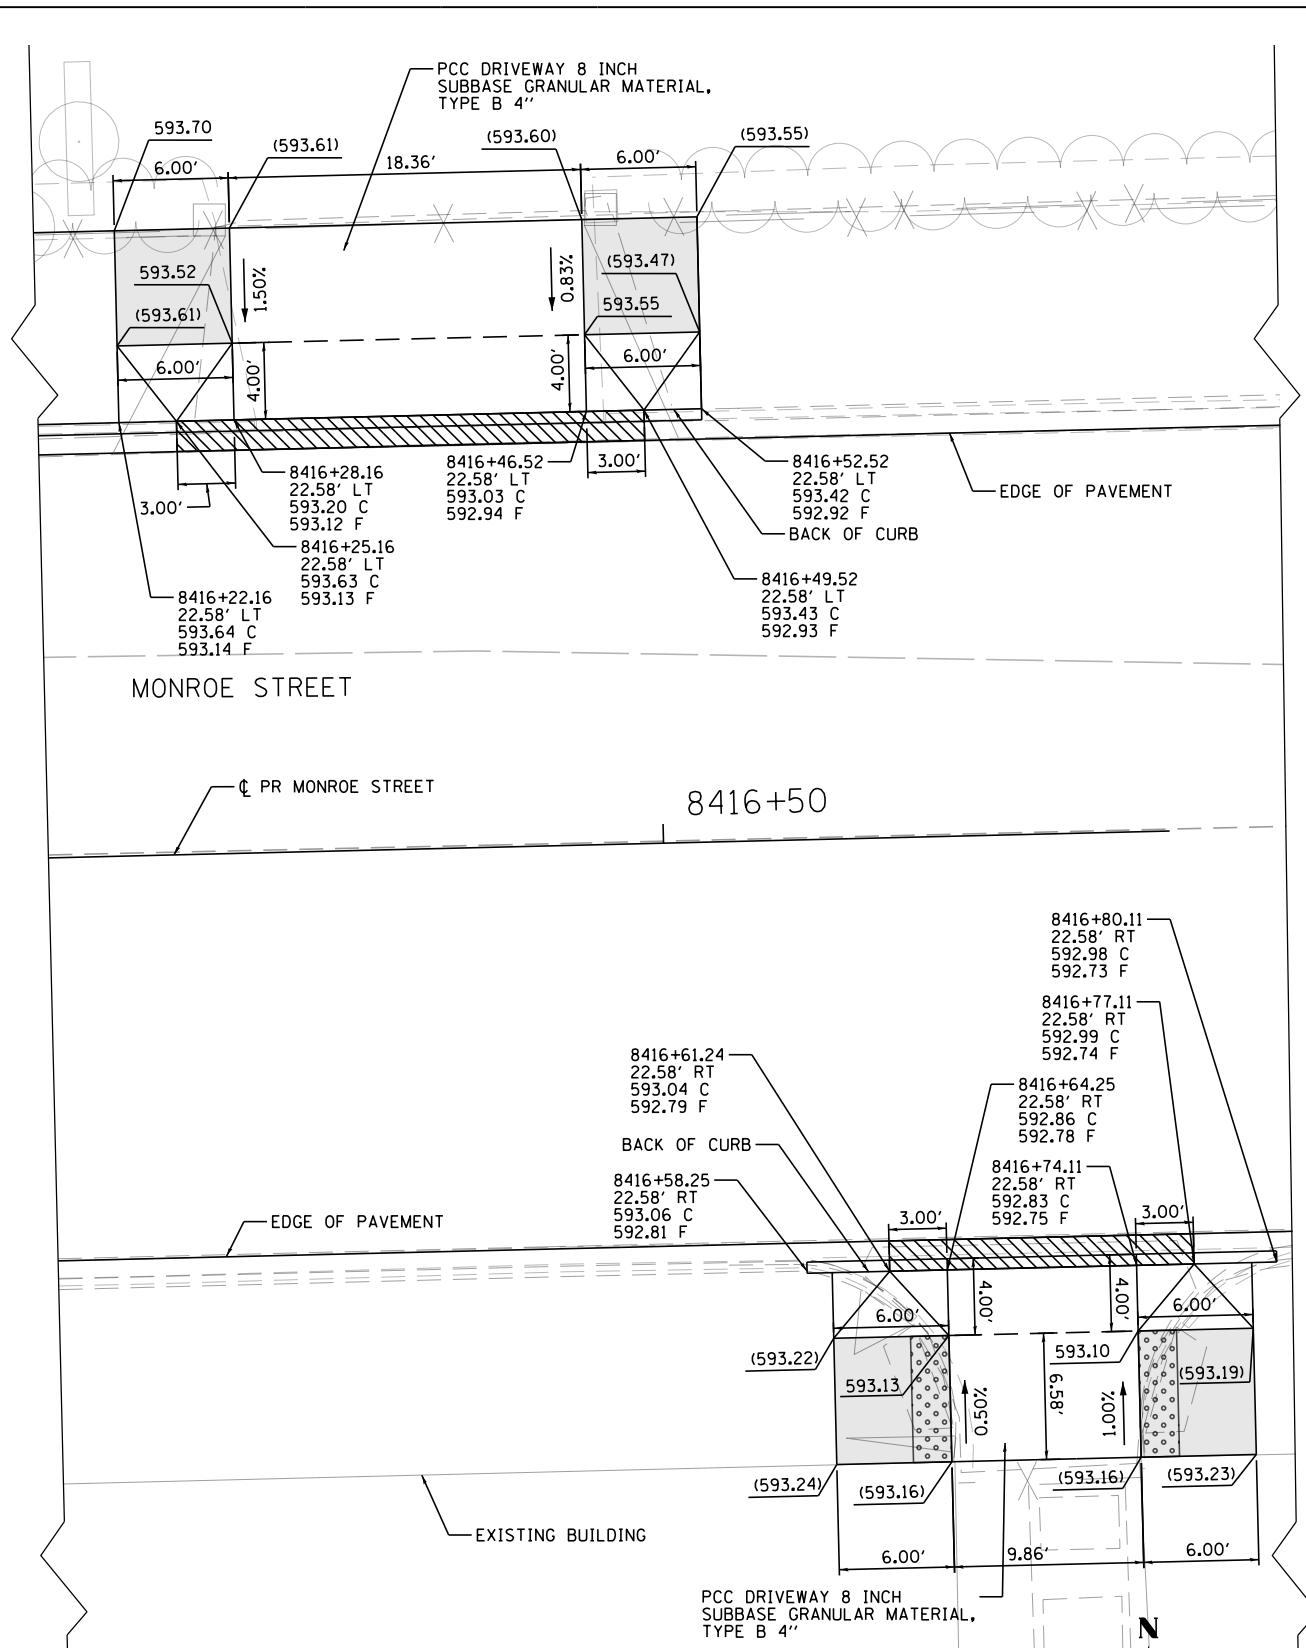 PCC DRIVEWAY 8 INCH
SUBBASE GRANULAR MATERIAL,
TYPE B 4"
593.70
(593.61)
(593.60)
(593.55)
6.00'
18.36'
6.00'
593.52
(593.61)
1.50%
0.83%
(593.47)
593.55
6.00'
4.00'
4.00'
6.00'
3.00'
3.00'
8416+28.16
22.58' LT
593.20 C
593.12 F
8416+46.52
22.58' LT
593.03 C
592.94 F
8416+52.52
22.58' LT
593.42 C
592.92 F
EDGE OF PAVEMENT
BACK OF CURB
8416+25.16
22.58' LT
593.63 C
593.13 F
8416+22.16
22.58' LT
593.64 C
593.14 F
8416+49.52
22.58' LT
593.43 C
592.93 F
MONROE STREET
℄ PR MONROE STREET
8416+50
8416+80.11
22.58' RT
592.98 C
592.73 F
8416+77.11
22.58' RT
592.99 C
592.74 F
8416+61.24
22.58' RT
593.04 C
592.79 F
8416+64.25
22.58' RT
592.86 C
592.78 F
BACK OF CURB
8416+58.25
22.58' RT
593.06 C
592.81 F
8416+74.11
22.58' RT
592.83 C
592.75 F
EDGE OF PAVEMENT
3.00'
3.00'
4.00'
4.00'
6.00'
6.00'
(593.22)
593.13
593.10
(593.19)
0.50%
6.58'
1.00%
(593.24)
(593.16)
(593.16)
(593.23)
EXISTING BUILDING
6.00'
9.86'
6.00'
PCC DRIVEWAY 8 INCH
SUBBASE GRANULAR MATERIAL,
TYPE B 4"
N